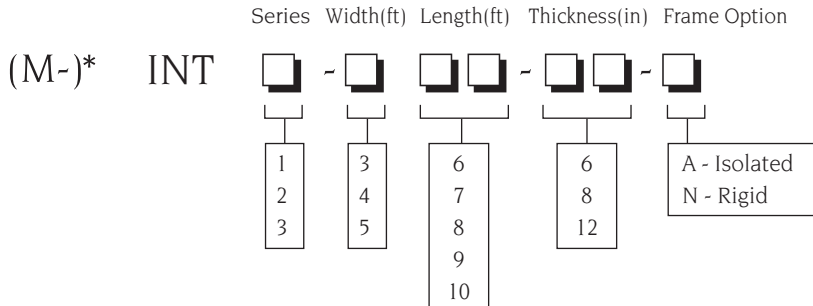 Series Width(ft) Length(ft) Thickness(in) Frame Option
(M-)* INT - - -
1 3 6 6 A - Isolated
2 4 7 8 N - Rigid
3 5 8 12
9
10